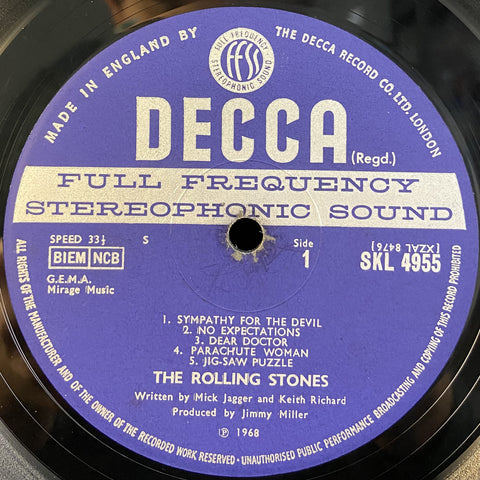 MADE IN ENGLAND BY
THE DECCA RECORD CO. LTD. LONDON
FULL FREQUENCY
FFSS
STEREOPHONIC SOUND
DECCA
(Regd.)
FULL FREQUENCY
STEREOPHONIC SOUND
SPEED 33⅓ S
BIEM NCB
G.E.M.A.
Mirage Music
Side
1
[XZAL 8476]
SKL 4955
1. SYMPATHY FOR THE DEVIL
2. NO EXPECTATIONS
3. DEAR DOCTOR
4. PARACHUTE WOMAN
5. JIG-SAW PUZZLE
THE ROLLING STONES
Written by Mick Jagger and Keith Richard
Produced by Jimmy Miller
℗ 1968
ALL RIGHTS OF THE MANUFACTURER AND OF THE OWNER OF THE RECORDED WORK RESERVED · UNAUTHORISED PUBLIC PERFORMANCE BROADCASTING AND COPYING OF THIS RECORD PROHIBITED